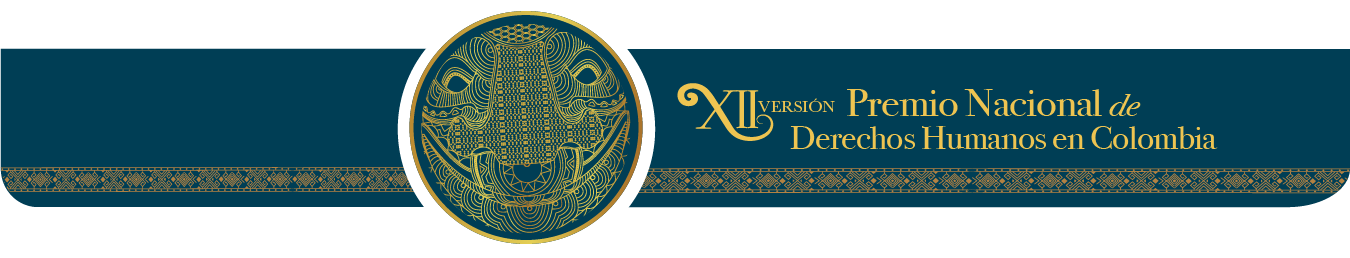 XII VERSIÓN Premio Nacional de
Derechos Humanos en Colombia